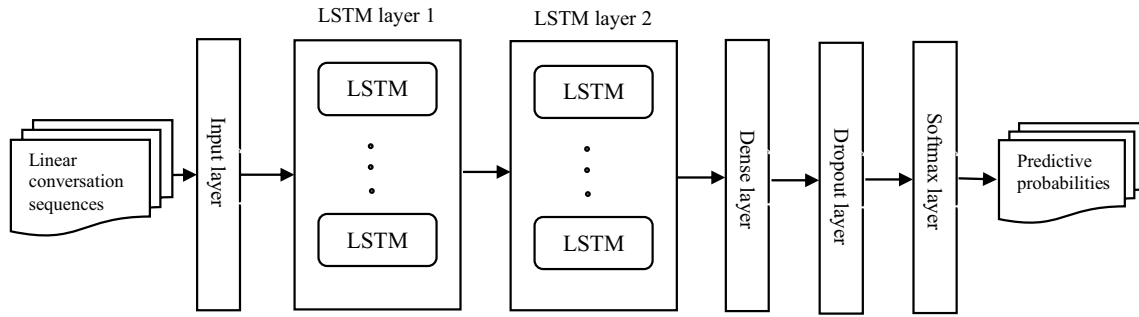 LSTM layer 1
LSTM layer 2
Linear
conversation
sequences
Input layer
LSTM
LSTM
LSTM
LSTM
Dense layer
Dropout layer
Softmax layer
Predictive
probabilities